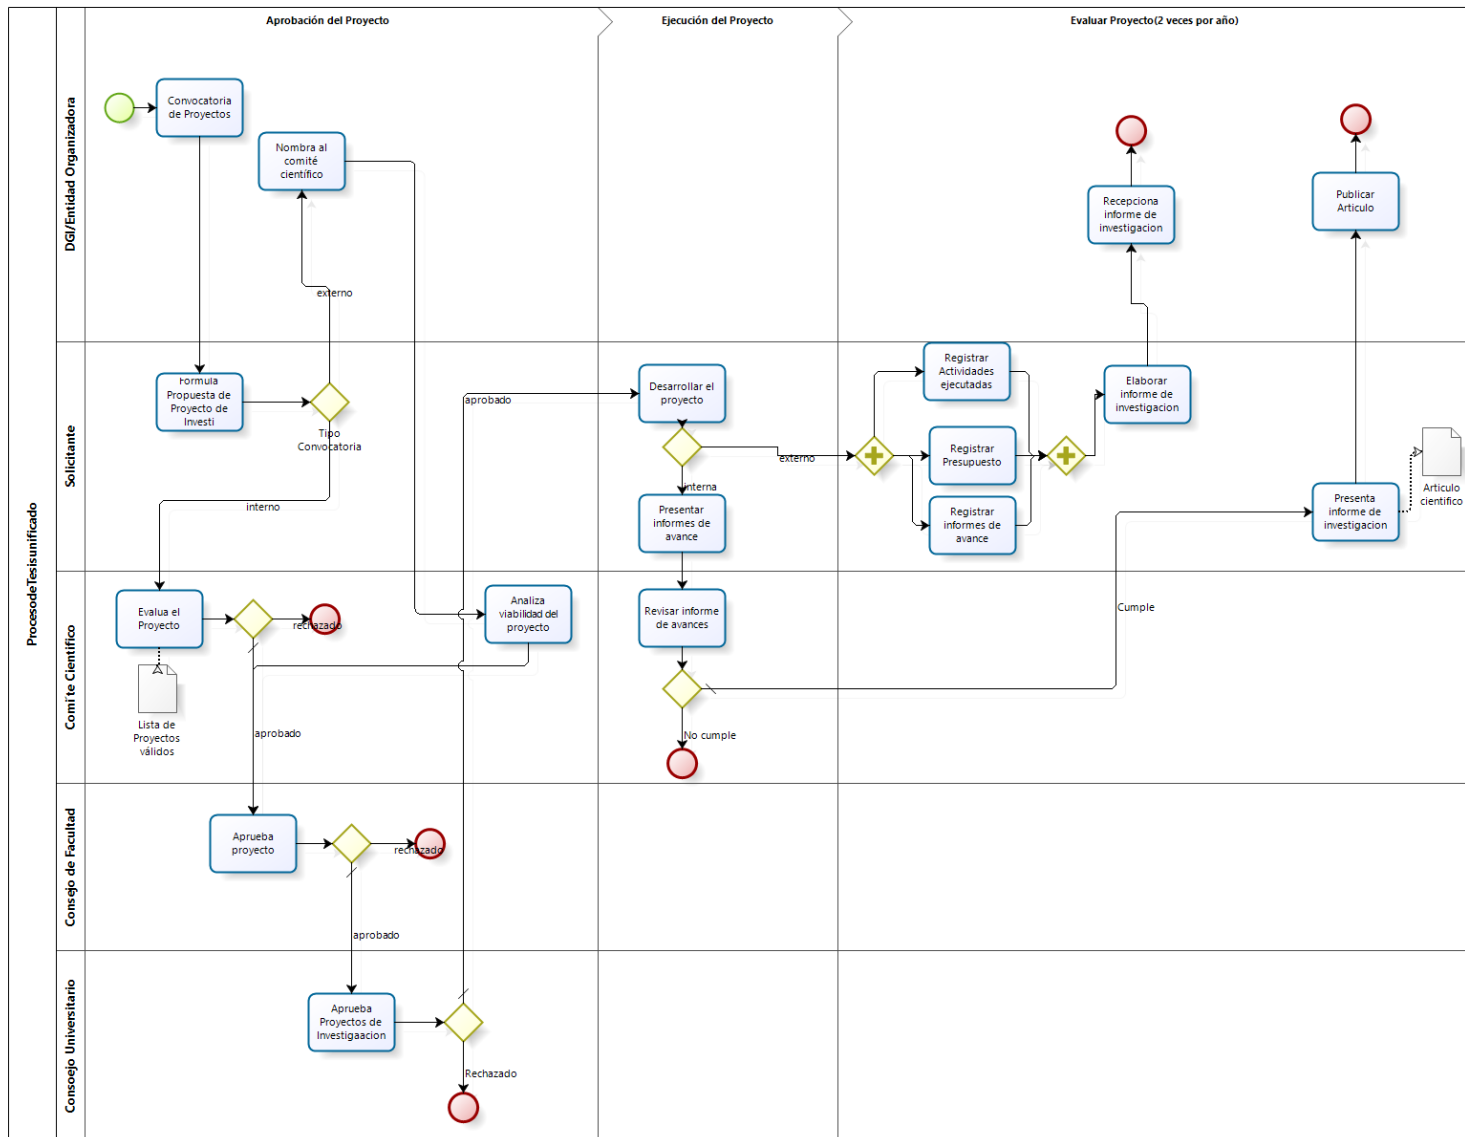 Aprobación del Proyecto
Ejecución del Proyecto
Evaluar Proyecto(2 veces por año)
ProcesodeTesisunificado
DGI/Entidad Organizadora
Convocatoria
de Proyectos
Nombra al
comité
científico
externo
Recepciona
informe de
investigacion
Publicar
Articulo
Solicitante
Formula
Propuesta de
Proyecto de
Investi
Tipo
Convocatoria
interno
aprobado
Desarrollar el
proyecto
externo
interna
Presentar
informes de
avance
Registrar
Actividades
ejecutadas
Registrar
Presupuesto
Registrar
informes de
avance
Elaborar
informe de
investigacion
Presenta
informe de
investigacion
Articulo
cientifico
Comi´te Cientifico
Evalua el
Proyecto
rechazado
Lista de
Proyectos
válidos
aprobado
Analiza
viabilidad del
proyecto
Revisar informe
de avances
No cumple
Cumple
Consejo de Facultad
Aprueba
proyecto
rechazado
aprobado
Consoejo Universitario
Aprueba
Proyectos de
Investigaacion
Rechazado